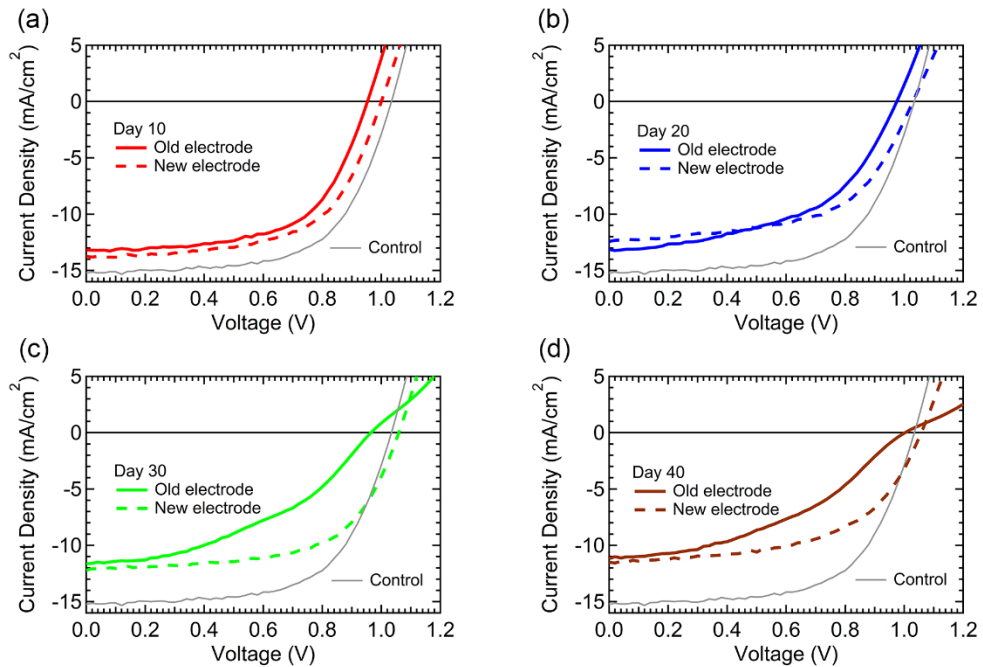 (a)
5
0
-5
-10
-15
Current Density (mA/cm²)
Day 10
Old electrode
New electrode
Control
0.0 0.2 0.4 0.6 0.8 1.0 1.2
Voltage (V)
(b)
5
0
-5
-10
-15
Current Density (mA/cm²)
Day 20
Old electrode
New electrode
Control
0.0 0.2 0.4 0.6 0.8 1.0 1.2
Voltage (V)
(c)
5
0
-5
-10
-15
Current Density (mA/cm²)
Day 30
Old electrode
New electrode
Control
0.0 0.2 0.4 0.6 0.8 1.0 1.2
Voltage (V)
(d)
5
0
-5
-10
-15
Current Density (mA/cm²)
Day 40
Old electrode
New electrode
Control
0.0 0.2 0.4 0.6 0.8 1.0 1.2
Voltage (V)